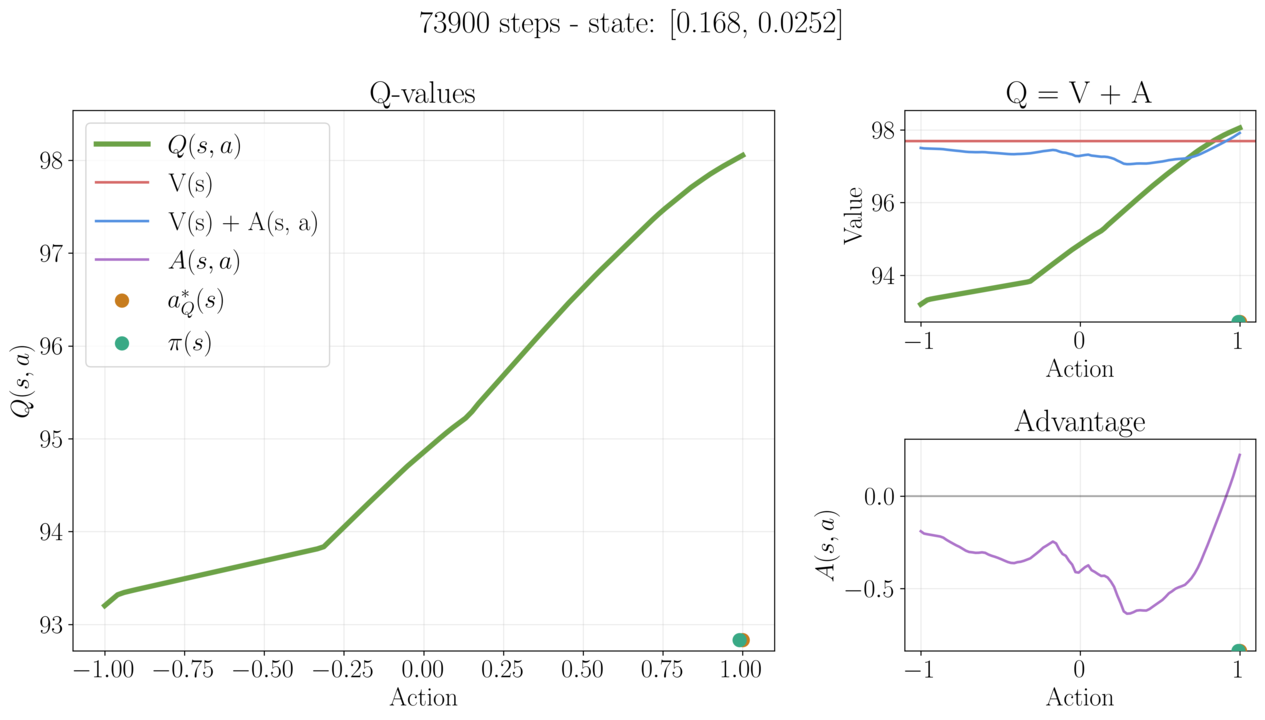 73900 steps - state: [0.168, 0.0252]
Q-values
Q(s, a)
V(s)
V(s) + A(s, a)
A(s, a)
a*_Q(s)
π(s)
98
97
96
95
94
93
Q(s, a)
−1.00 −0.75 −0.50 −0.25 0.00 0.25 0.50 0.75 1.00
Action
Q = V + A
98
96
94
Value
−1 0 1
Action
Advantage
0.0
−0.5
A(s, a)
−1 0 1
Action